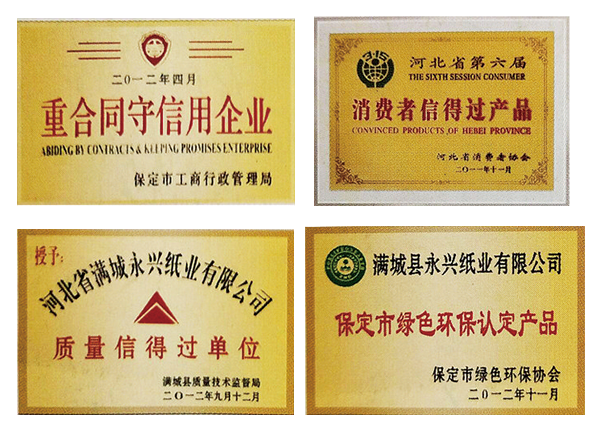 二〇一二年四月
重合同守信用企业
ABIDING BY CONTRACTS & KEEPING PROMISES ENTERPRISE
保定市工商行政管理局
3·15
河北省第六届
THE SIXTH SESSION CONSUMER
消费者信得过产品
CONVINCED PRODUCTS OF HEBEI PROVINCE
河北省消费者协会
二〇一一年十一月
授予:
河北省满城永兴纸业有限公司
质量信得过单位
满城县质量技术监督局
二〇一二年九月十二月
满城县永兴纸业有限公司
保定市绿色环保认定产品
保定市绿色环保协会
二〇一二年十一月